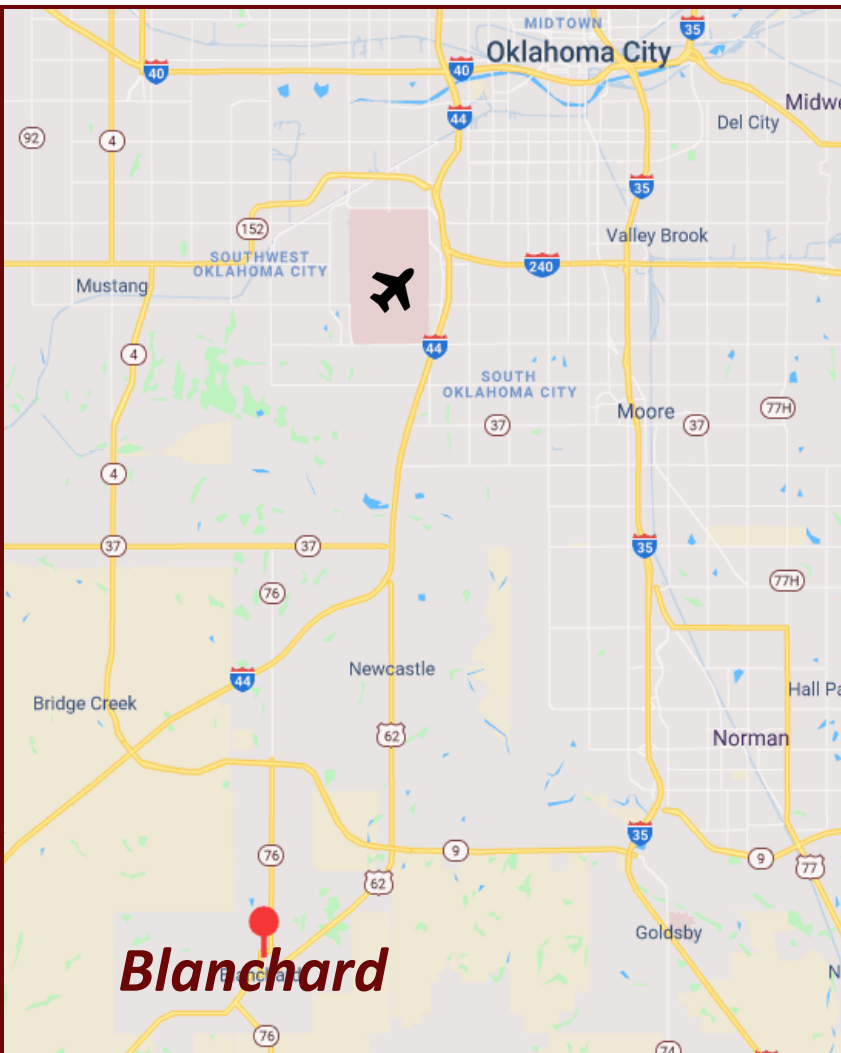 MIDTOWN
35
Oklahoma City
40
40
Midwe
44
Del City
92
4
35
152
Valley Brook
SOUTHWEST
OKLAHOMA CITY
240
Mustang
44
4
SOUTH
OKLAHOMA CITY
Moore
77H
37
37
4
37
37
35
76
77H
Newcastle
44
Hall Pa
Bridge Creek
62
Norman
35
76
9
9
77
62
Goldsby
Blanchard
Blanchard
N
76
74